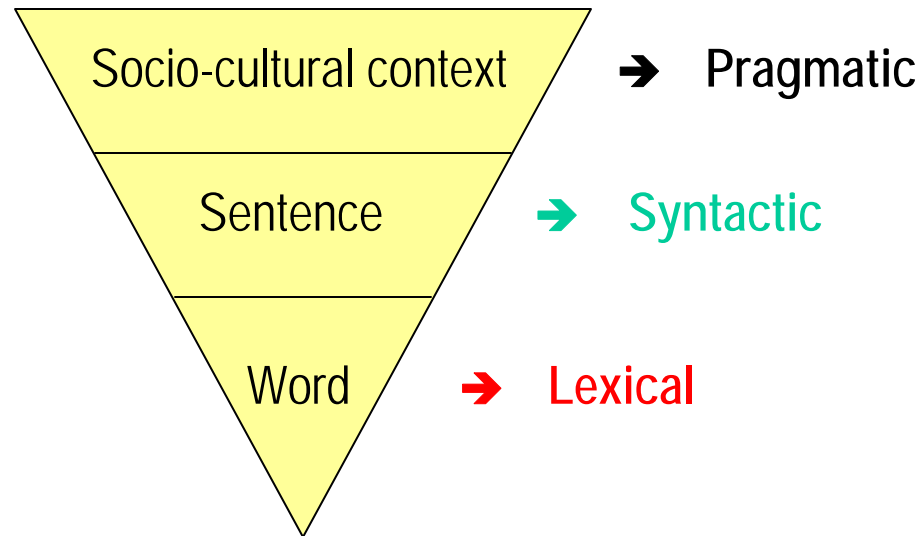 Socio-cultural context ➔ Pragmatic
Sentence ➔ Syntactic
Word ➔ Lexical